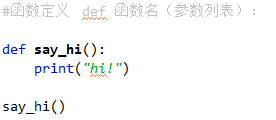 #函数定义 def 函数名（参数列表）：
def say_hi():
    print("hi!")
say_hi()